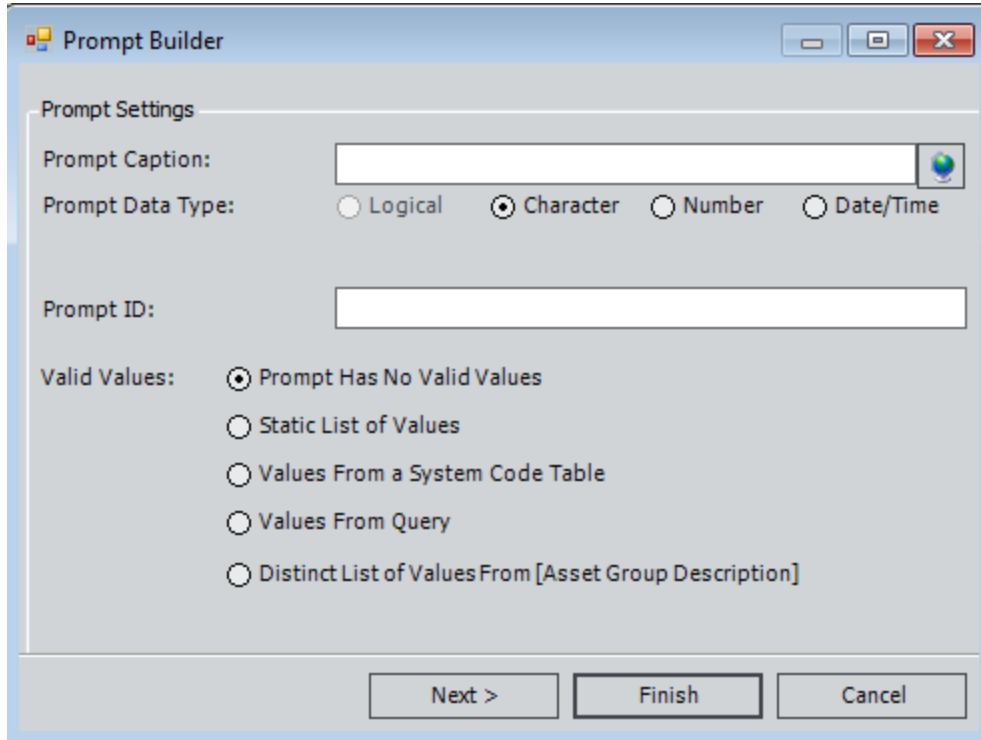 Prompt Builder
Prompt Settings
Prompt Caption:
Prompt Data Type: Logical Character Number Date/Time
Prompt ID:
Valid Values: Prompt Has No Valid Values
Static List of Values
Values From a System Code Table
Values From Query
Distinct List of Values From [Asset Group Description]
Next > Finish Cancel